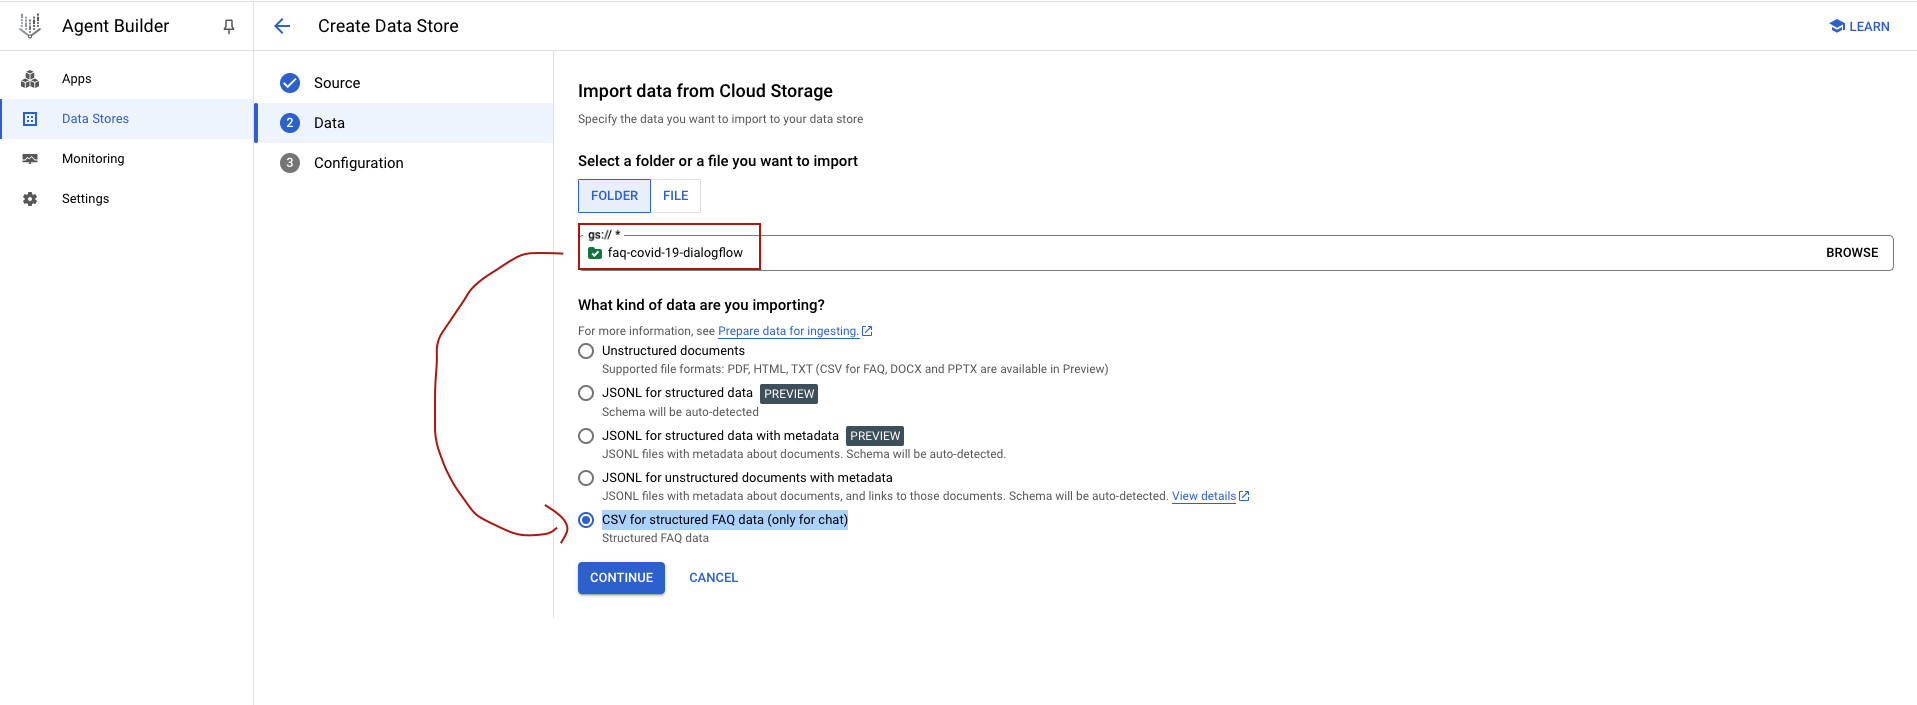 Agent Builder
Create Data Store
LEARN
Apps
Data Stores
Monitoring
Settings
Source
2 Data
3 Configuration
Import data from Cloud Storage
Specify the data you want to import to your data store
Select a folder or a file you want to import
FOLDER FILE
gs:// *
faq-covid-19-dialogflow
BROWSE
What kind of data are you importing?
For more information, see Prepare data for ingesting.
Unstructured documents
Supported file formats: PDF, HTML, TXT (CSV for FAQ, DOCX and PPTX are available in Preview)
JSONL for structured data PREVIEW
Schema will be auto-detected
JSONL for structured data with metadata PREVIEW
JSONL files with metadata about documents. Schema will be auto-detected.
JSONL for unstructured documents with metadata
JSONL files with metadata about documents, and links to those documents. Schema will be auto-detected. View details
CSV for structured FAQ data (only for chat)
Structured FAQ data
CONTINUE CANCEL